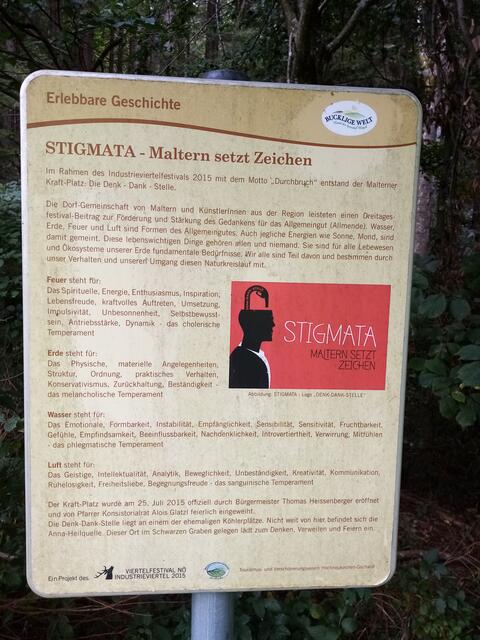 Erlebbare Geschichte
BUCKLIGE WELT
STIGMATA - Maltern setzt Zeichen
Im Rahmen des Industrieviertelfestivals 2015 mit dem Motto „Durchbruch" entstand der Malterner
Kraft-Platz: Die Denk - Dank - Stelle.
Die Dorf-Gemeinschaft von Maltern und KünstlerInnen aus der Region leisteten einen Dreitages-
festival-Beitrag zur Förderung und Stärkung des Gedankens für das Allgemeingut (Allmende). Wasser,
Erde, Feuer und Luft sind Formen des Allgemeingutes. Auch jegliche Energien wie Sonne, Mond, sind
damit gemeint. Diese lebenswichtigen Dinge gehören allen und niemand. Sie sind für alle Lebewesen
und Ökosysteme unserer Erde fundamentale Bedürfnisse. Wir alle sind Teil davon und bestimmen durch
unser Verhalten und unseren Umgang diesen Naturkreislauf mit.
Feuer steht für:
Das Spirituelle, Energie, Enthusiasmus, Inspiration,
Lebensfreude, kraftvolles Auftreten, Umsetzung,
Impulsivität, Unbesonnenheit, Selbstbewusst-
sein, Antriebsstärke, Dynamik - das cholerische
Temperament
Erde steht für:
Das Physische, materielle Angelegenheiten,
Struktur, Ordnung, praktisches Verhalten,
Konservativismus, Zurückhaltung, Beständigkeit -
das melancholische Temperament
STIGMATA
MALTERN SETZT
ZEICHEN
Abbildung: STIGMATA - Logo „DENK-DANK-STELLE"
Wasser steht für:
Das Emotionale, Formbarkeit, Instabilität, Empfänglichkeit, Sensibilität, Sensitivität, Fruchtbarkeit,
Gefühle, Empfindsamkeit, Beeinflussbarkeit, Nachdenklichkeit, Introvertiertheit, Verwirrung, Mitfühlen
- das phlegmatische Temperament
Luft steht für:
Das Geistige, Intellektualität, Analytik, Beweglichkeit, Unbeständigkeit, Kreativität, Kommunikation,
Ruhelosigkeit, Freiheitsliebe, Begegnungsfreude - das sanguinische Temperament
Der Kraft-Platz wurde am 25. Juli 2015 offiziell durch Bürgermeister Thomas Heissenberger eröffnet
und von Pfarrer Konsistorialrat Alois Glatzl feierlich eingeweiht.
Die Denk-Dank-Stelle liegt an einem der ehemaligen Köhlerplätze. Nicht weit von hier befindet sich die
Anna-Heilquelle. Dieser Ort im Schwarzen Graben gelegen lädt zum Denken, Verweilen und Feiern ein.
Ein Projekt des
VIERTELFESTIVAL NÖ
INDUSTRIEVIERTEL 2015
Tourismus- und Verschönerungsverein Hochneukirchen-Gschaidt